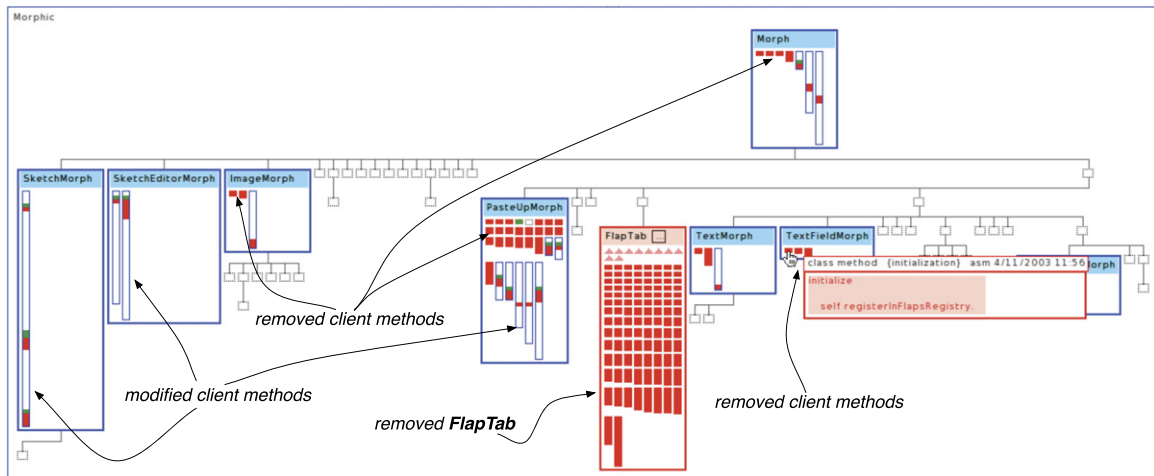 Morphic
Morph
SketchMorph
SketchEditorMorph
ImageMorph
PasteUpMorph
FlapTab
TextMorph
TextFieldMorph
class method {initialization} asm 4/11/2003 11:56
orph
initialize
self registerInFlapsRegistry.
removed client methods
modified client methods
removed FlapTab
removed client methods